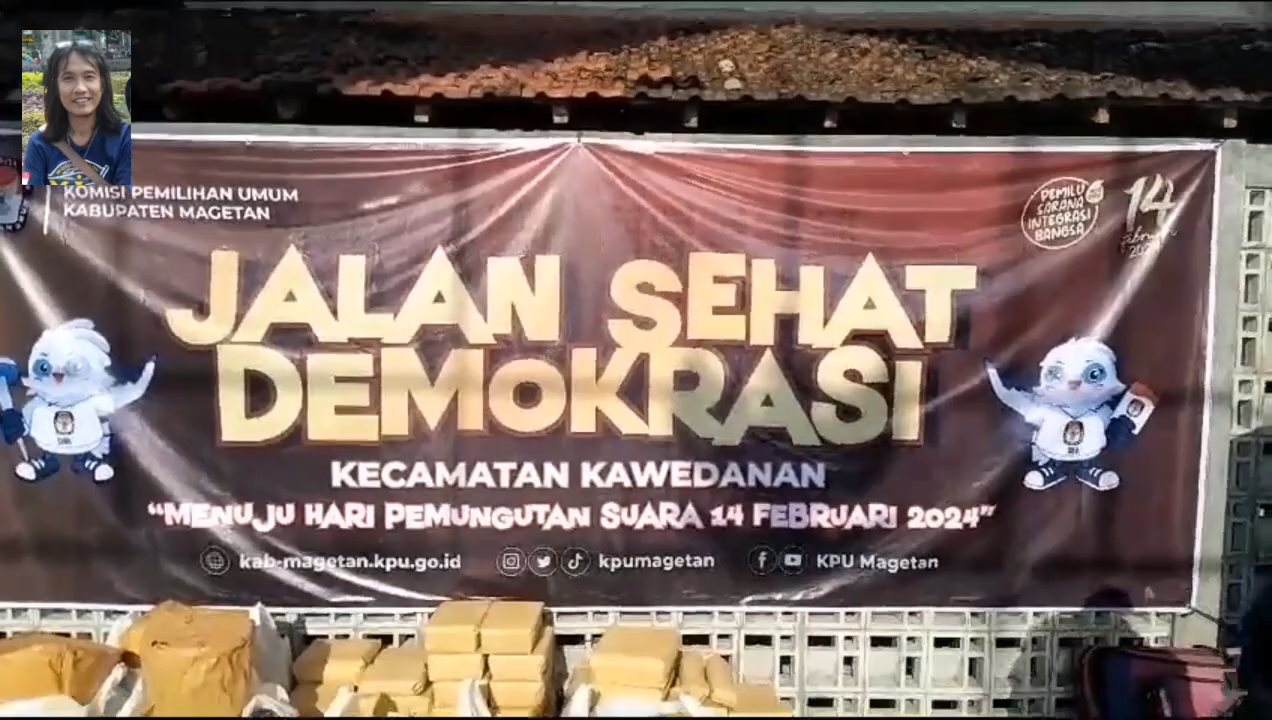 KOMISI PEMILIHAN UMUM
KABUPATEN MAGETAN
PEMILU
SARANA
INTEGRASI
BANGSA
14
JALAN SEHAT
DEMOKRASI
KECAMATAN KAWEDANAN
“MENUJU HARI PEMUNGUTAN SUARA 14 FEBRUARI 2024”
kab-magetan.kpu.go.id kpumagetan KPU Magetan